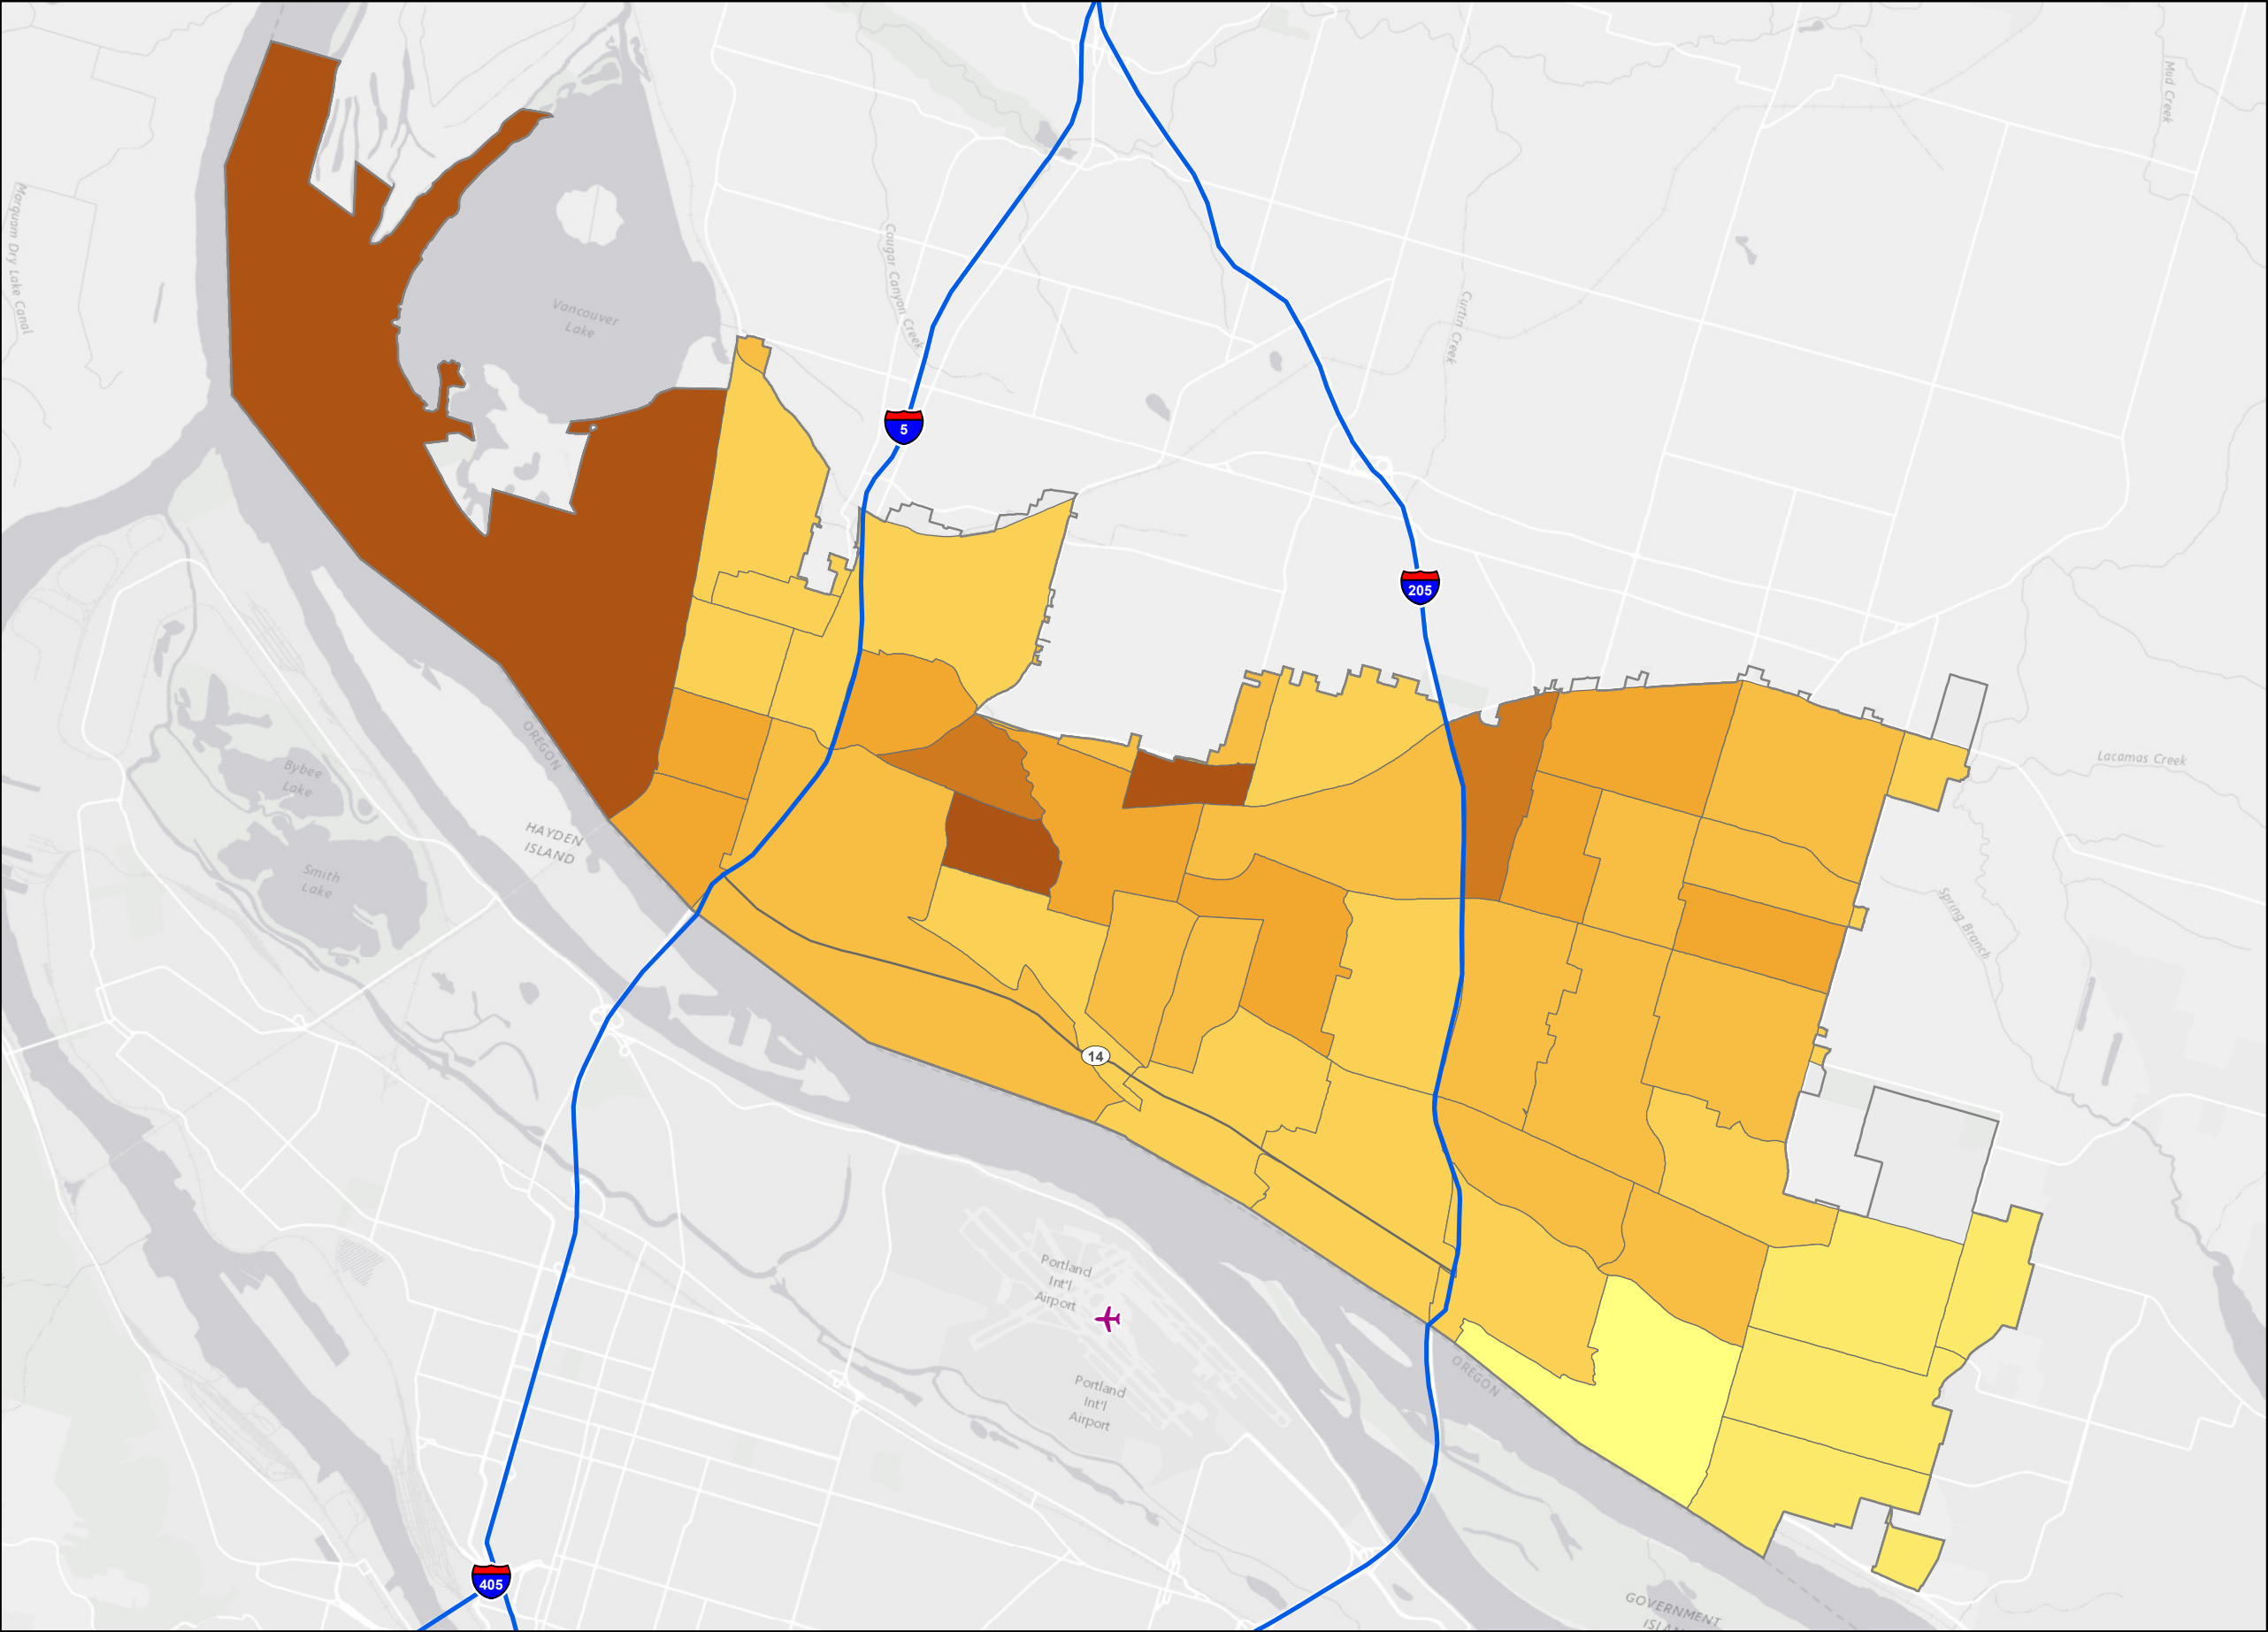 Mud Creek
Marquam Dry Lake Canal
Cougar Canyon Creek
Vancouver
Lake
Curtin Creek
5
205
OREGON
Bybee
Lake
HAYDEN
ISLAND
Smith
Lake
Lacamas Creek
Spring Branch
14
Portland
Int'l
Airport
Portland
Int'l
Airport
OREGON
405
GOVERNMENT